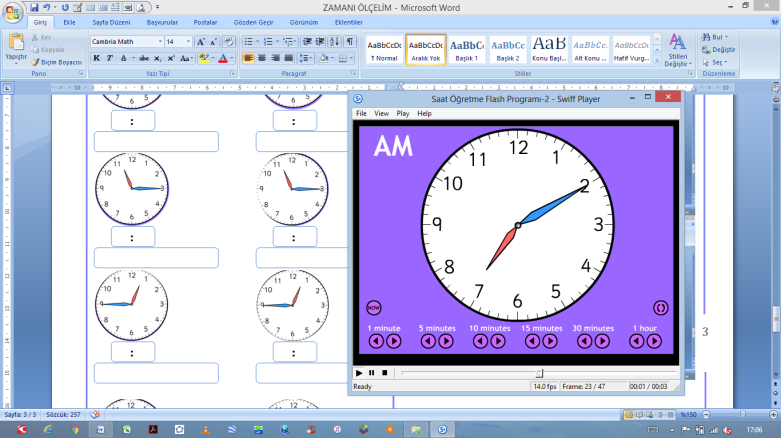 ZAMANI ÖLÇELİM - Microsoft Word
Giriş Ekle Sayfa Düzeni Başvurular Postalar Gözden Geçir Görünüm Eklentiler
Yapıştır
Kes
Kopyala
Biçim Boyacısı
Pano
Cambria Math 14
K T A
Yazı Tipi
Paragraf
AaBbCcDc AaBbCcDc AaBbC AaBbCc AaB AaBbCc. AaBbCcDc
¶ Normal Aralık Yok Başlık 1 Başlık 2 Konu Başl... Alt Konu ... Hafif Vurg...
Stilleri Değiştir
Stiller
Bul
Değiştir
Seç
Düzenleme
Saat Öğretme Flash Programı-2 - Swiff Player
File View Play Help
AM
12
11 1
10 2
9 3
8 4
7 5
6
NOW
1 minute 5 minutes 10 minutes 15 minutes 30 minutes 1 hour
Ready 14.0 fps Frame: 23 / 47 00:01 / 00:03
:
:
:
:
:
:
3
Sayfa: 3 / 3 Sözcük: 257
%150
17:06